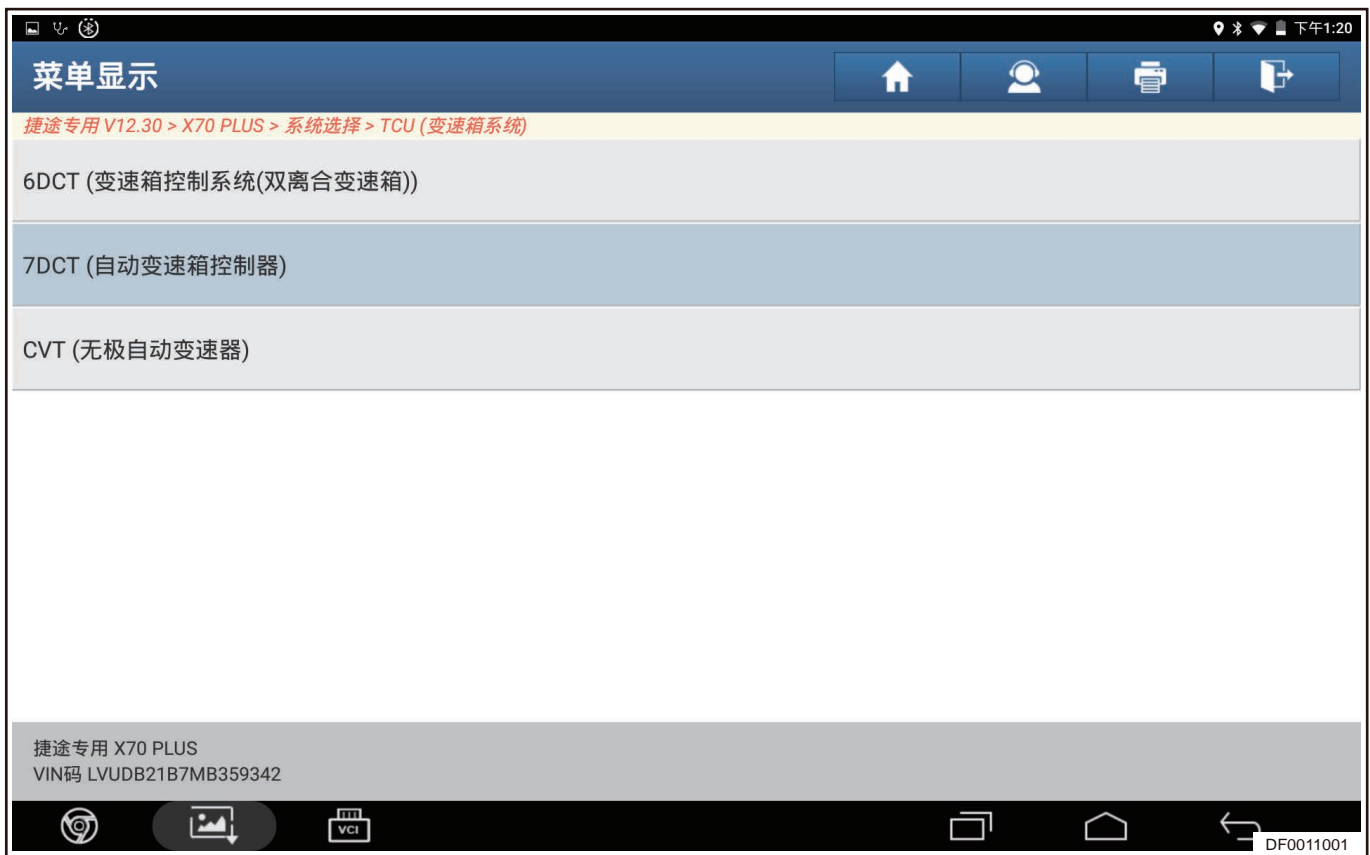 下午1:20
菜单显示
捷途专用 V12.30 > X70 PLUS > 系统选择 > TCU (变速箱系统)
6DCT (变速箱控制系统(双离合变速箱))
7DCT (自动变速箱控制器)
CVT (无极自动变速器)
捷途专用 X70 PLUS
VIN码 LVUDB21B7MB359342
VCI
DF0011001